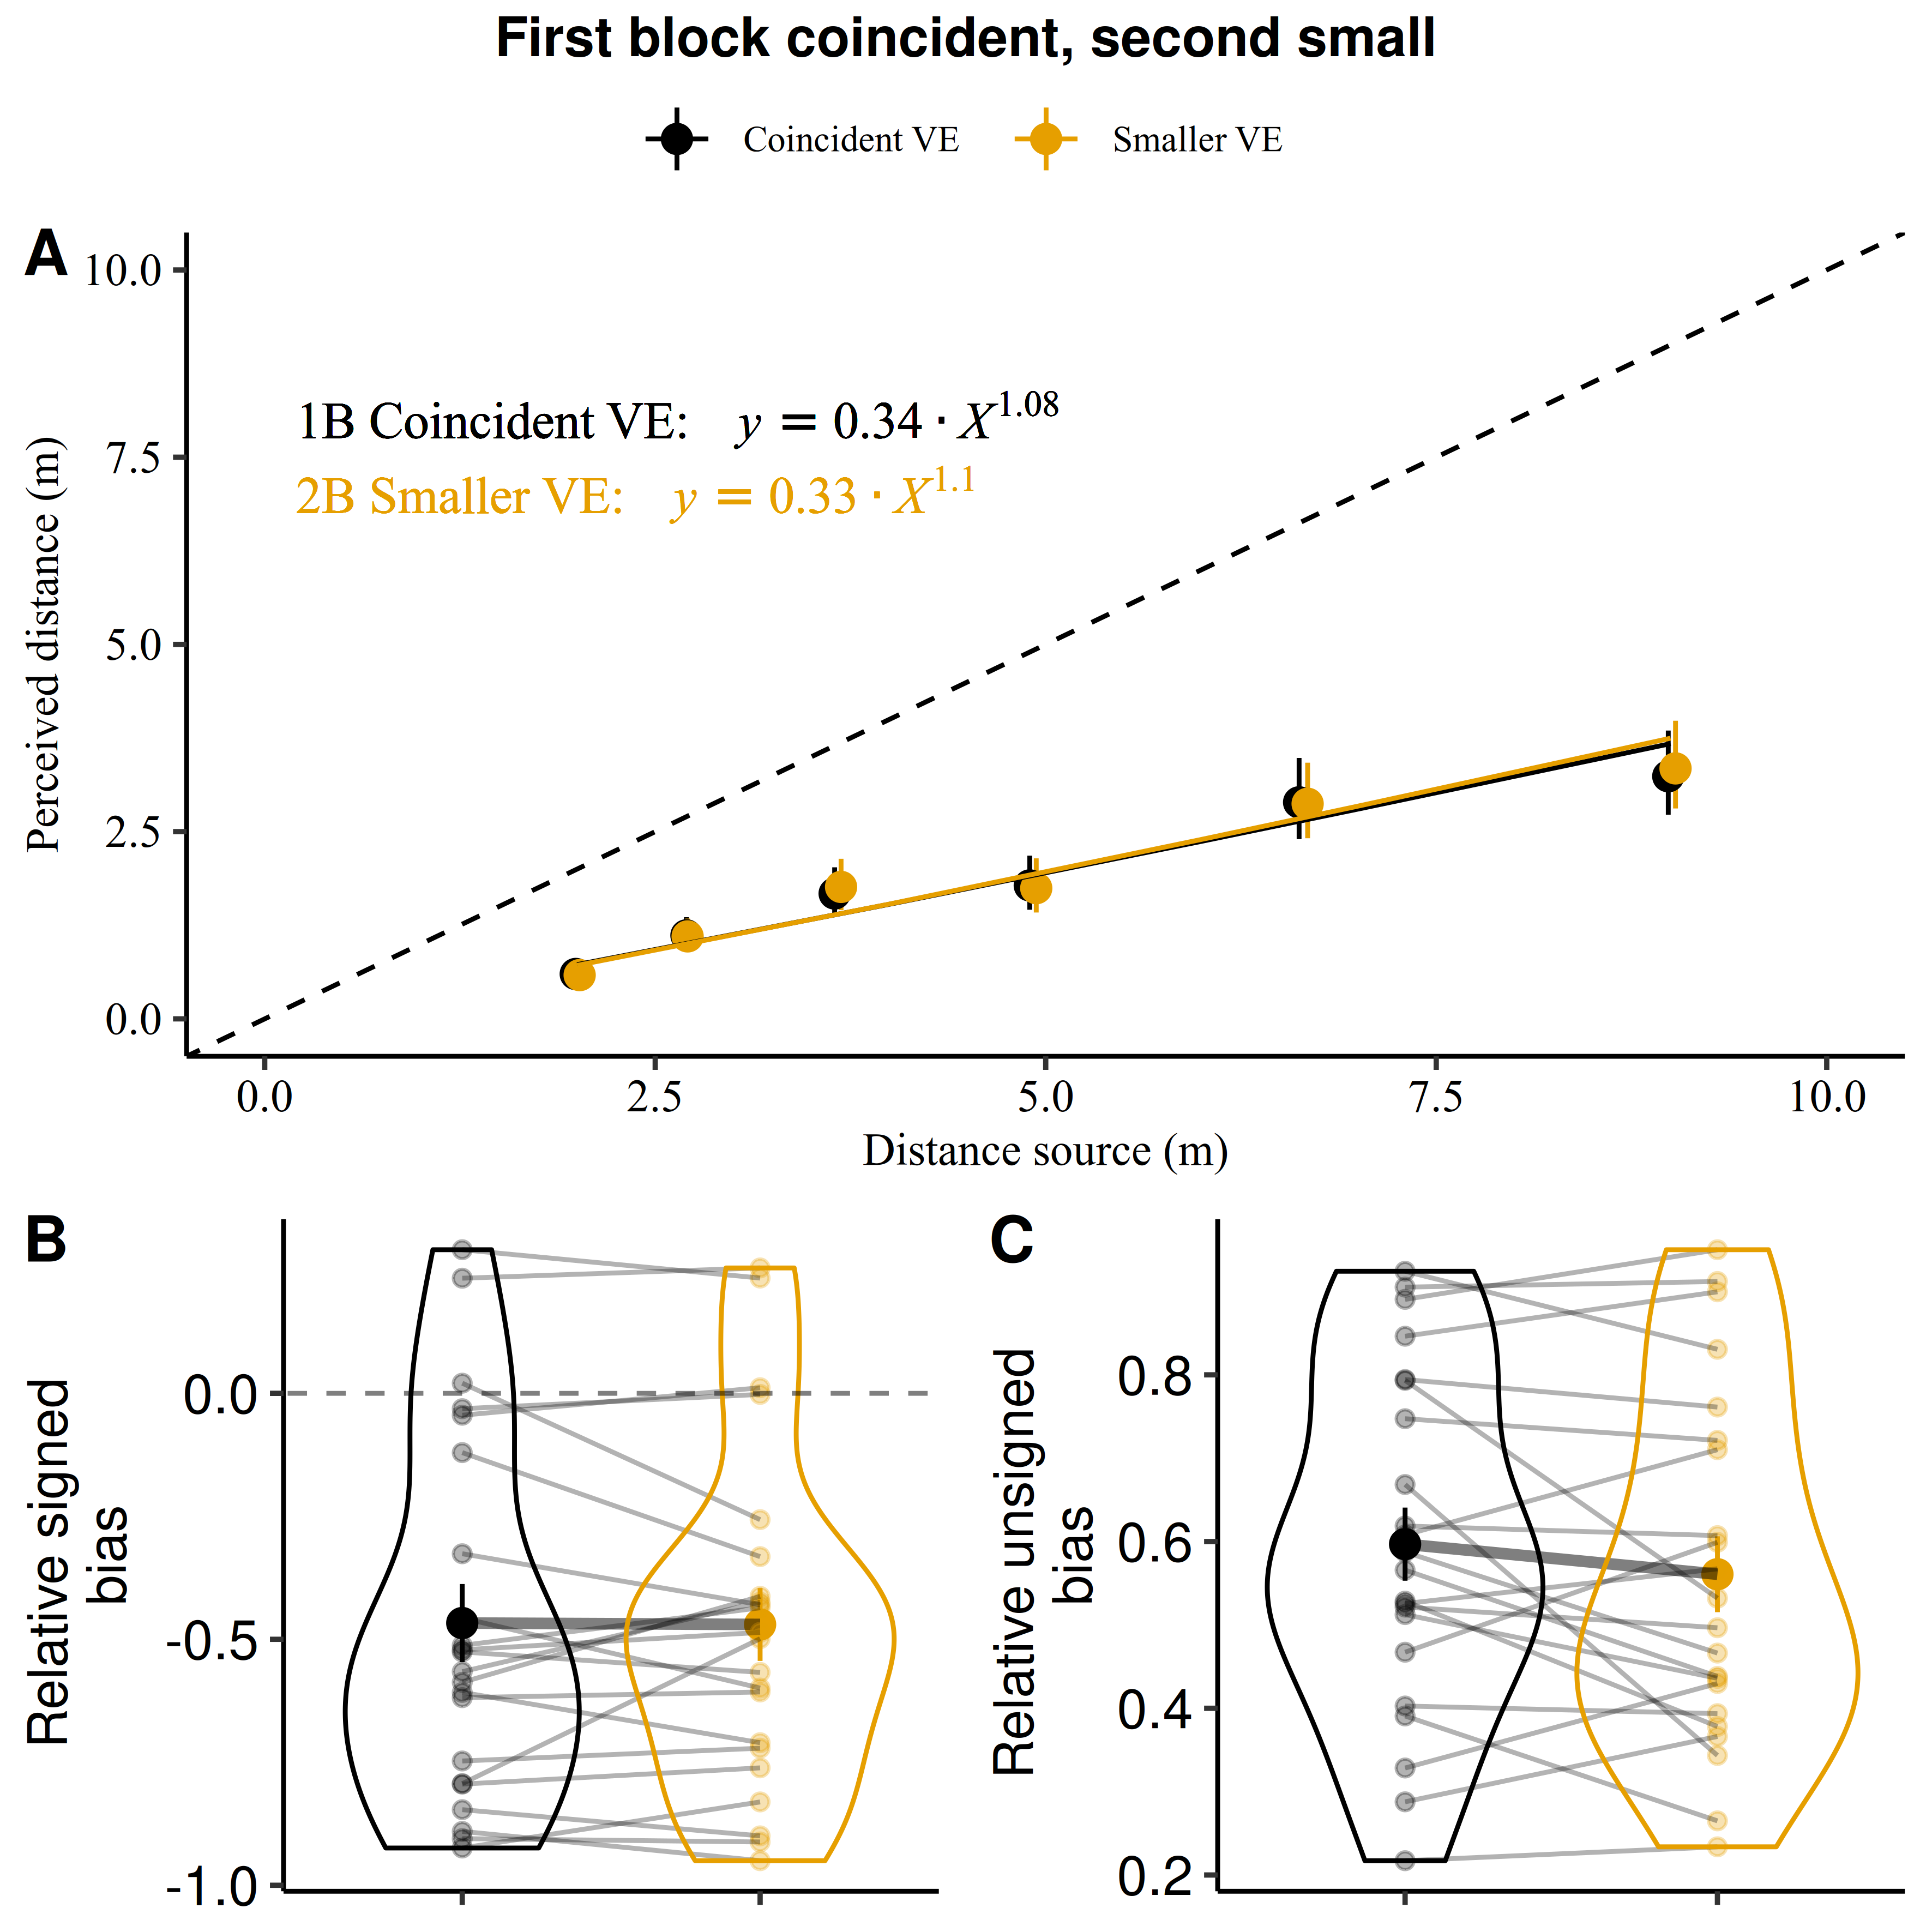 First block coincident, second small
Coincident VE
Smaller VE
A
10.0
7.5
5.0
2.5
0.0
Perceived distance (m)
1B Coincident VE: y = 0.34 · X^1.08
2B Smaller VE: y = 0.33 · X^1.1
0.0
2.5
5.0
7.5
10.0
Distance source (m)
B
Relative signed
bias
0.0
-0.5
-1.0
C
Relative unsigned
bias
0.8
0.6
0.4
0.2